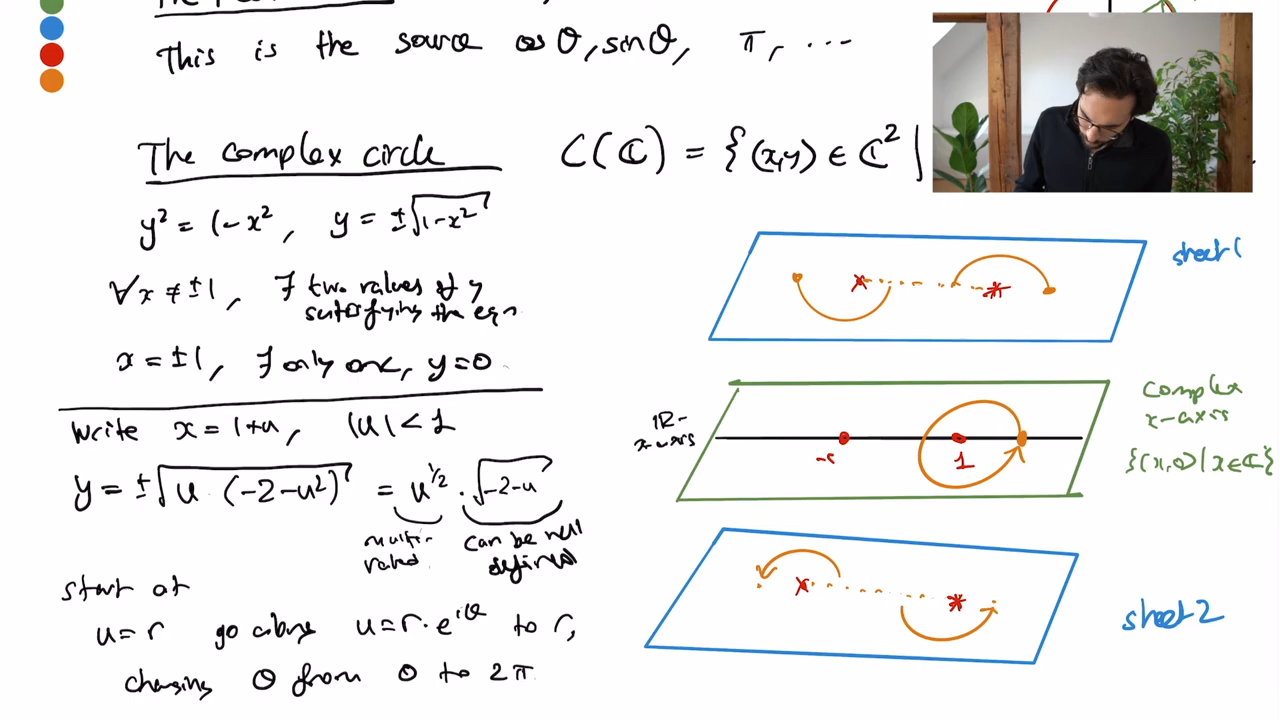 This is the source cos θ, sin θ, π, ...
The complex circle
C(ℂ) = {(x,y) ∈ ℂ² |
y² = 1-x², y = ±√(1-x²)
∀x ≠ ±1, ∃ two values of y
satisfying the eqn
x = ±1, ∃ only one, y=0
write x = 1+u, |u| < 1
y = ±√(u·(-2-u²)) = u^(1/2) · √(-2-u)
multi-
valued
can be well
defined
start at
u=r go along u=r·e^(iθ) to r,
changing θ from 0 to 2π
sheet 1
ℝ-
x-axis
1
complex
x-axis
{(x,0) | x∈ℂ}
sheet 2